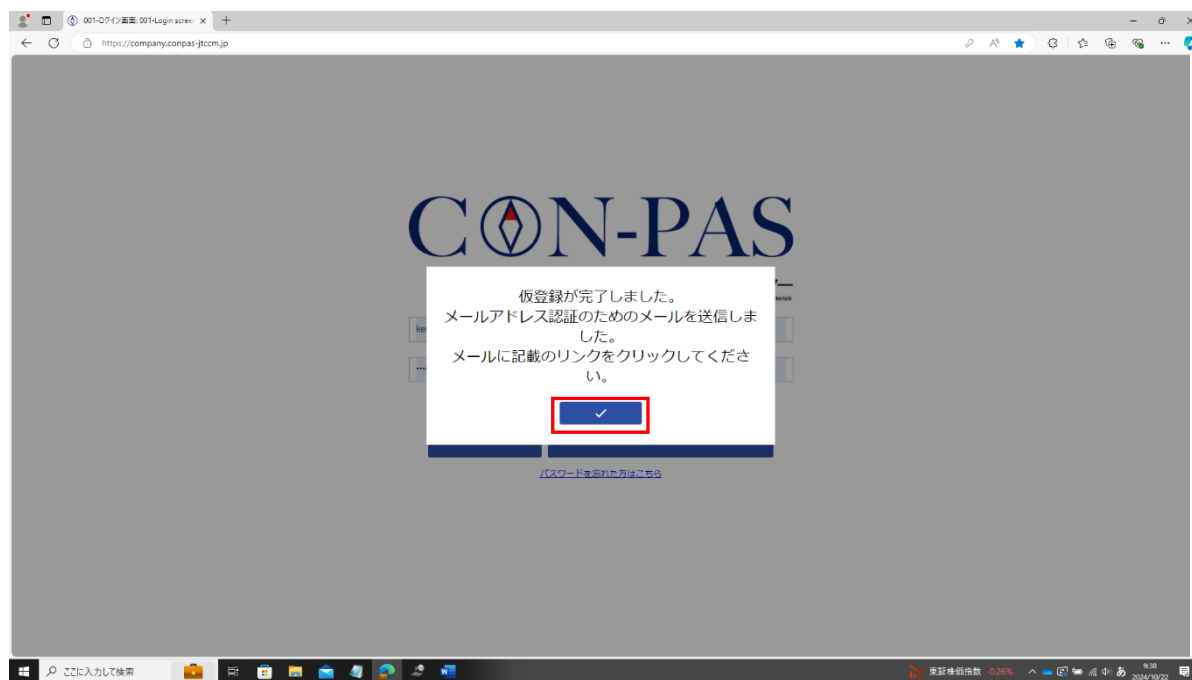 001-ログイン画面: 001-Login screen
https://company.conpas-jtccm.jp
CON-PAS
仮登録が完了しました。
メールアドレス認証のためのメールを送信しま
した。
メールに記載のリンクをクリックしてくださ
い。
パスワードを忘れた方はこちら
ここに入力して検索
東証株価指数 -0.26%
あ
9:38
2024/10/22